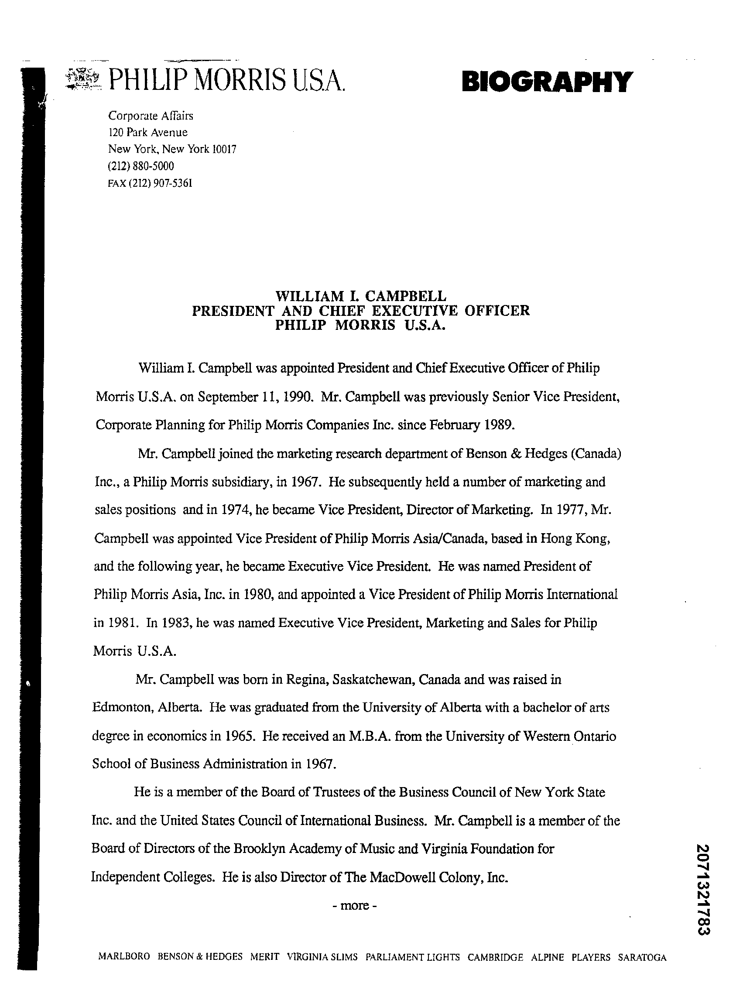 PHILIP MORRIS U.S.A.
BIOGRAPHY
Corporate Affairs
120 Park Avenue
New York, New York 10017
(212) 880-5000
FAX (212) 907-5361
WILLIAM I. CAMPBELL
PRESIDENT AND CHIEF EXECUTIVE OFFICER
PHILIP MORRIS U.S.A.
William I. Campbell was appointed President and Chief Executive Officer of Philip
Morris U.S.A. on September 11, 1990. Mr. Campbell was previously Senior Vice President,
Corporate Planning for Philip Morris Companies Inc. since February 1989.
Mr. Campbell joined the marketing research department of Benson & Hedges (Canada)
Inc., a Philip Morris subsidiary, in 1967. He subsequently held a number of marketing and
sales positions and in 1974, he became Vice President, Director of Marketing. In 1977, Mr.
Campbell was appointed Vice President of Philip Morris Asia/Canada, based in Hong Kong,
and the following year, he became Executive Vice President. He was named President of
Philip Morris Asia, Inc. in 1980, and appointed a Vice President of Philip Morris International
in 1981. In 1983, he was named Executive Vice President, Marketing and Sales for Philip
Morris U.S.A.
Mr. Campbell was born in Regina, Saskatchewan, Canada and was raised in
Edmonton, Alberta. He was graduated from the University of Alberta with a bachelor of arts
degree in economics in 1965. He received an M.B.A. from the University of Western Ontario
School of Business Administration in 1967.
He is a member of the Board of Trustees of the Business Council of New York State
Inc. and the United States Council of International Business. Mr. Campbell is a member of the
Board of Directors of the Brooklyn Academy of Music and Virginia Foundation for
Independent Colleges. He is also Director of The MacDowell Colony, Inc.
- more -
2071321783
MARLBORO BENSON & HEDGES MERIT VIRGINIA SLIMS PARLIAMENT LIGHTS CAMBRIDGE ALPINE PLAYERS SARATOGA